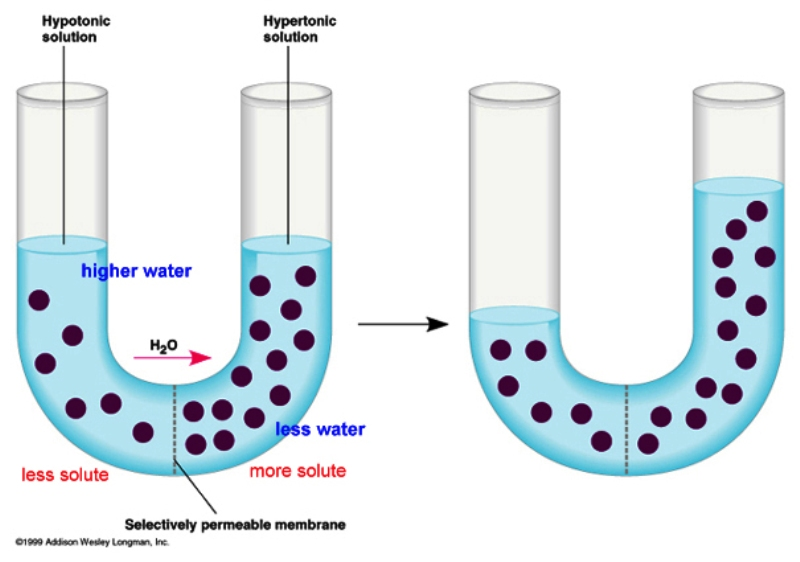 Hypotonic
solution
Hypertonic
solution
higher water
H₂O
less water
less solute
more solute
Selectively permeable membrane
©1999 Addison Wesley Longman, Inc.